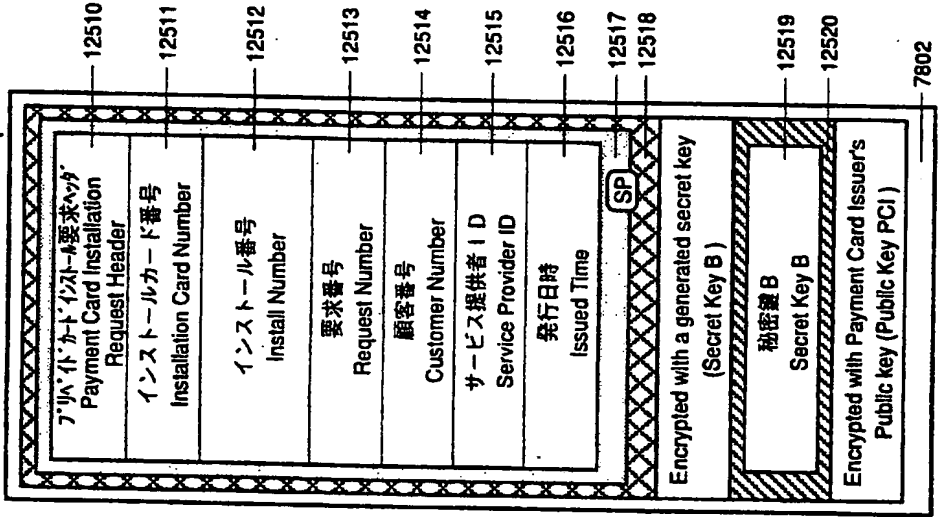 プリペイドカードインストール要求ヘッダ
Payment Card Installation
Request Header
12510
インストールカード番号
Installation Card Number
12511
インストール番号
Install Number
12512
要求番号
Request Number
12513
顧客番号
Customer Number
12514
サービス提供者ID
Service Provider ID
12515
発行日時
Issued Time
12516
SP
12517
12518
Encrypted with a generated secret key
(Secret Key B)
秘密鍵 B
Secret Key B
12519
12520
Encrypted with Payment Card Issuer's
Public key (Public Key PCI)
7802